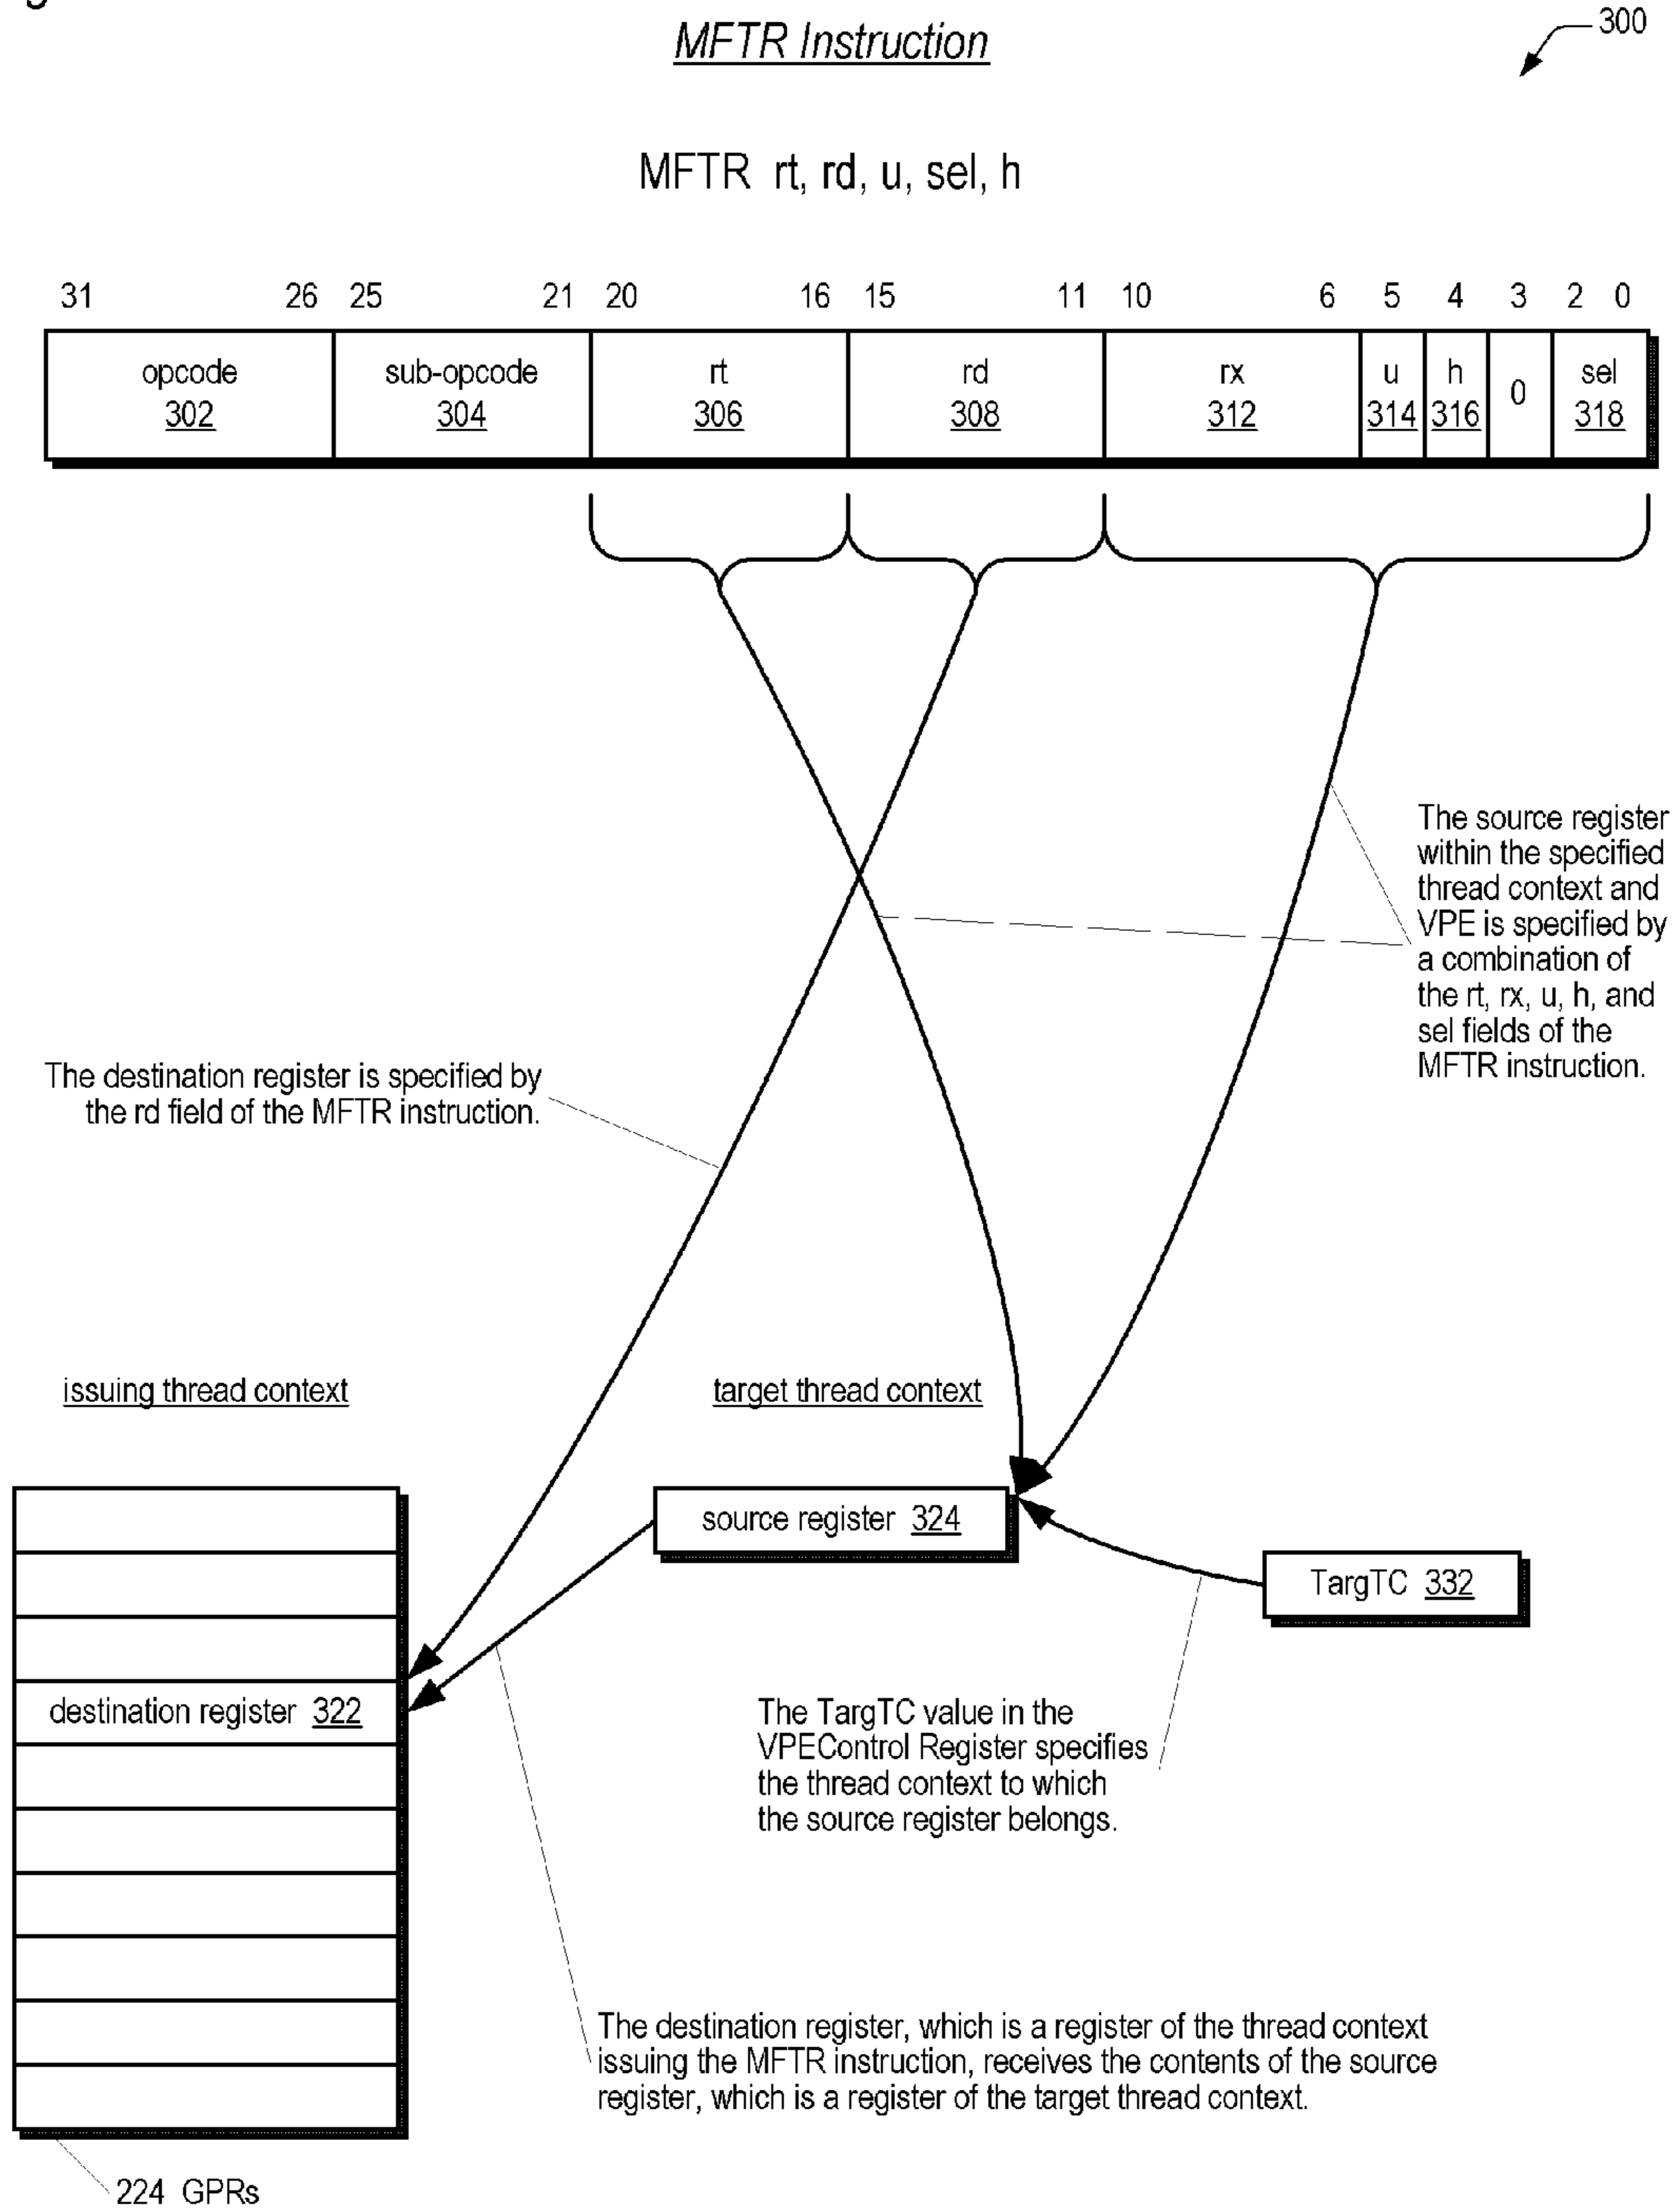 MFTR Instruction
300
MFTR rt, rd, u, sel, h
31 26 25 21 20 16 15 11 10 6 5 4 3 2 0
opcode sub-opcode rt rd rx u h 0 sel
302 304 306 308 312 314 316 318
The source register
within the specified
thread context and
VPE is specified by
a combination of
the rt, rx, u, h, and
sel fields of the
MFTR instruction.
The destination register is specified by
the rd field of the MFTR instruction.
issuing thread context
target thread context
source register 324
TargTC 332
destination register 322
The TargTC value in the
VPEControl Register specifies
the thread context to which
the source register belongs.
The destination register, which is a register of the thread context
issuing the MFTR instruction, receives the contents of the source
register, which is a register of the target thread context.
224 GPRs